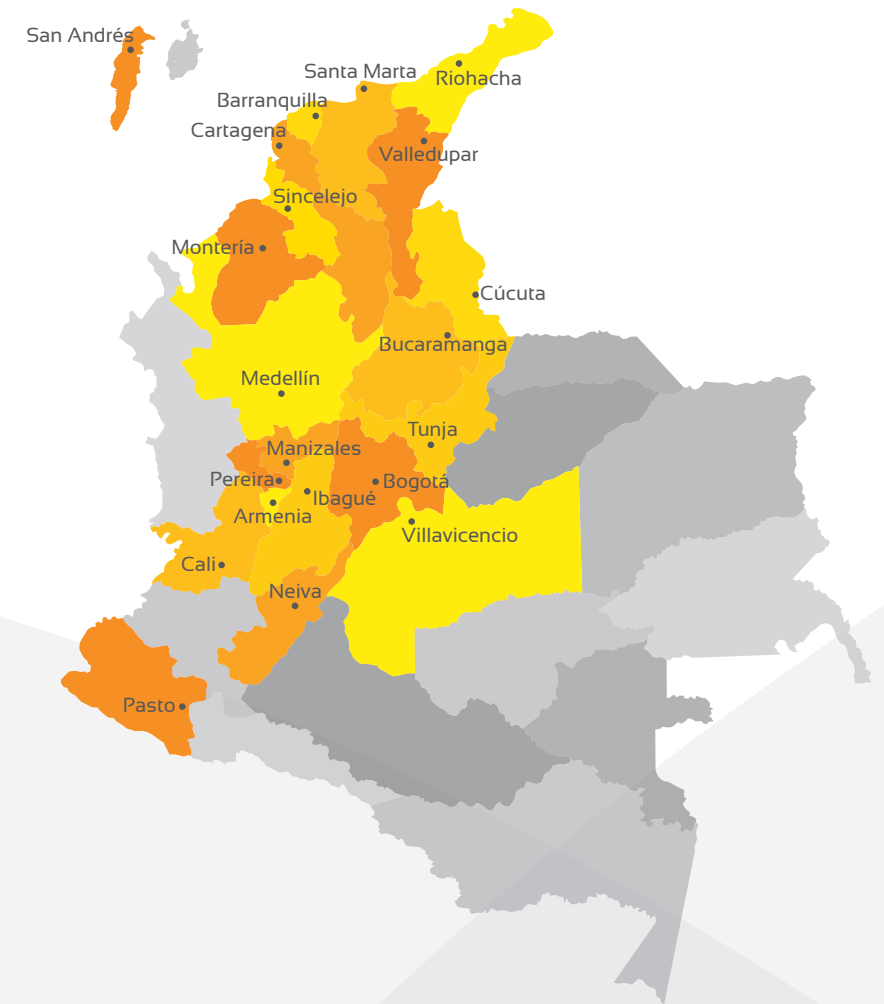 San Andrés
Santa Marta
Riohacha
Barranquilla
Cartagena
Valledupar
Sincelejo
Montería
Cúcuta
Bucaramanga
Medellín
Tunja
Manizales
Pereira
Bogotá
Ibagué
Armenia
Villavicencio
Cali
Neiva
Pasto